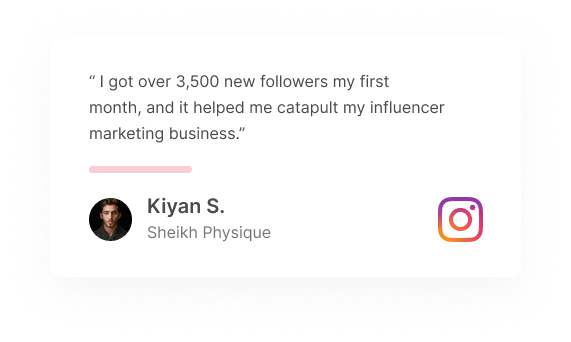 “ I got over 3,500 new followers my first
month, and it helped me catapult my influencer
marketing business.”
Kiyan S.
Sheikh Physique